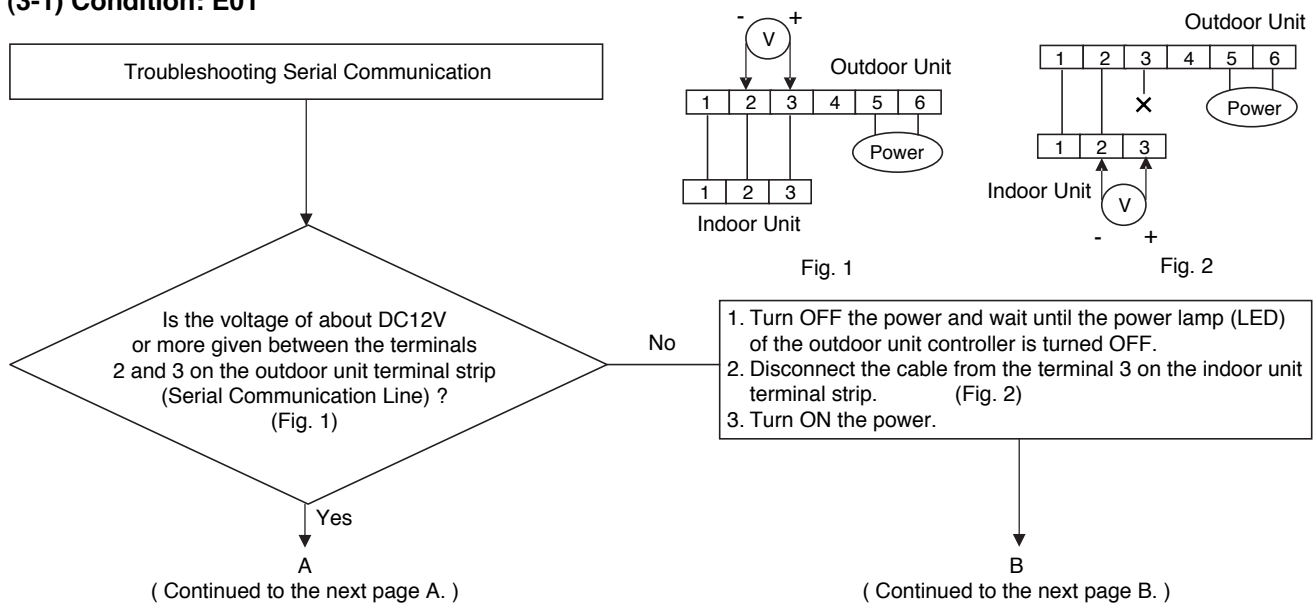 (3-1) Condition: E01
Troubleshooting Serial Communication
- +
V
Outdoor Unit
1 2 3 4 5 6
Power
1 2 3
Indoor Unit
Fig. 1
Outdoor Unit
1 2 3 4 5 6
Power
1 2 3
Indoor Unit
V
- +
Fig. 2
Is the voltage of about DC12V
or more given between the terminals
2 and 3 on the outdoor unit terminal strip
(Serial Communication Line) ?
(Fig. 1)
No
1. Turn OFF the power and wait until the power lamp (LED)
of the outdoor unit controller is turned OFF.
2. Disconnect the cable from the terminal 3 on the indoor unit
terminal strip. (Fig. 2)
3. Turn ON the power.
Yes
A
( Continued to the next page A. )
B
( Continued to the next page B. )